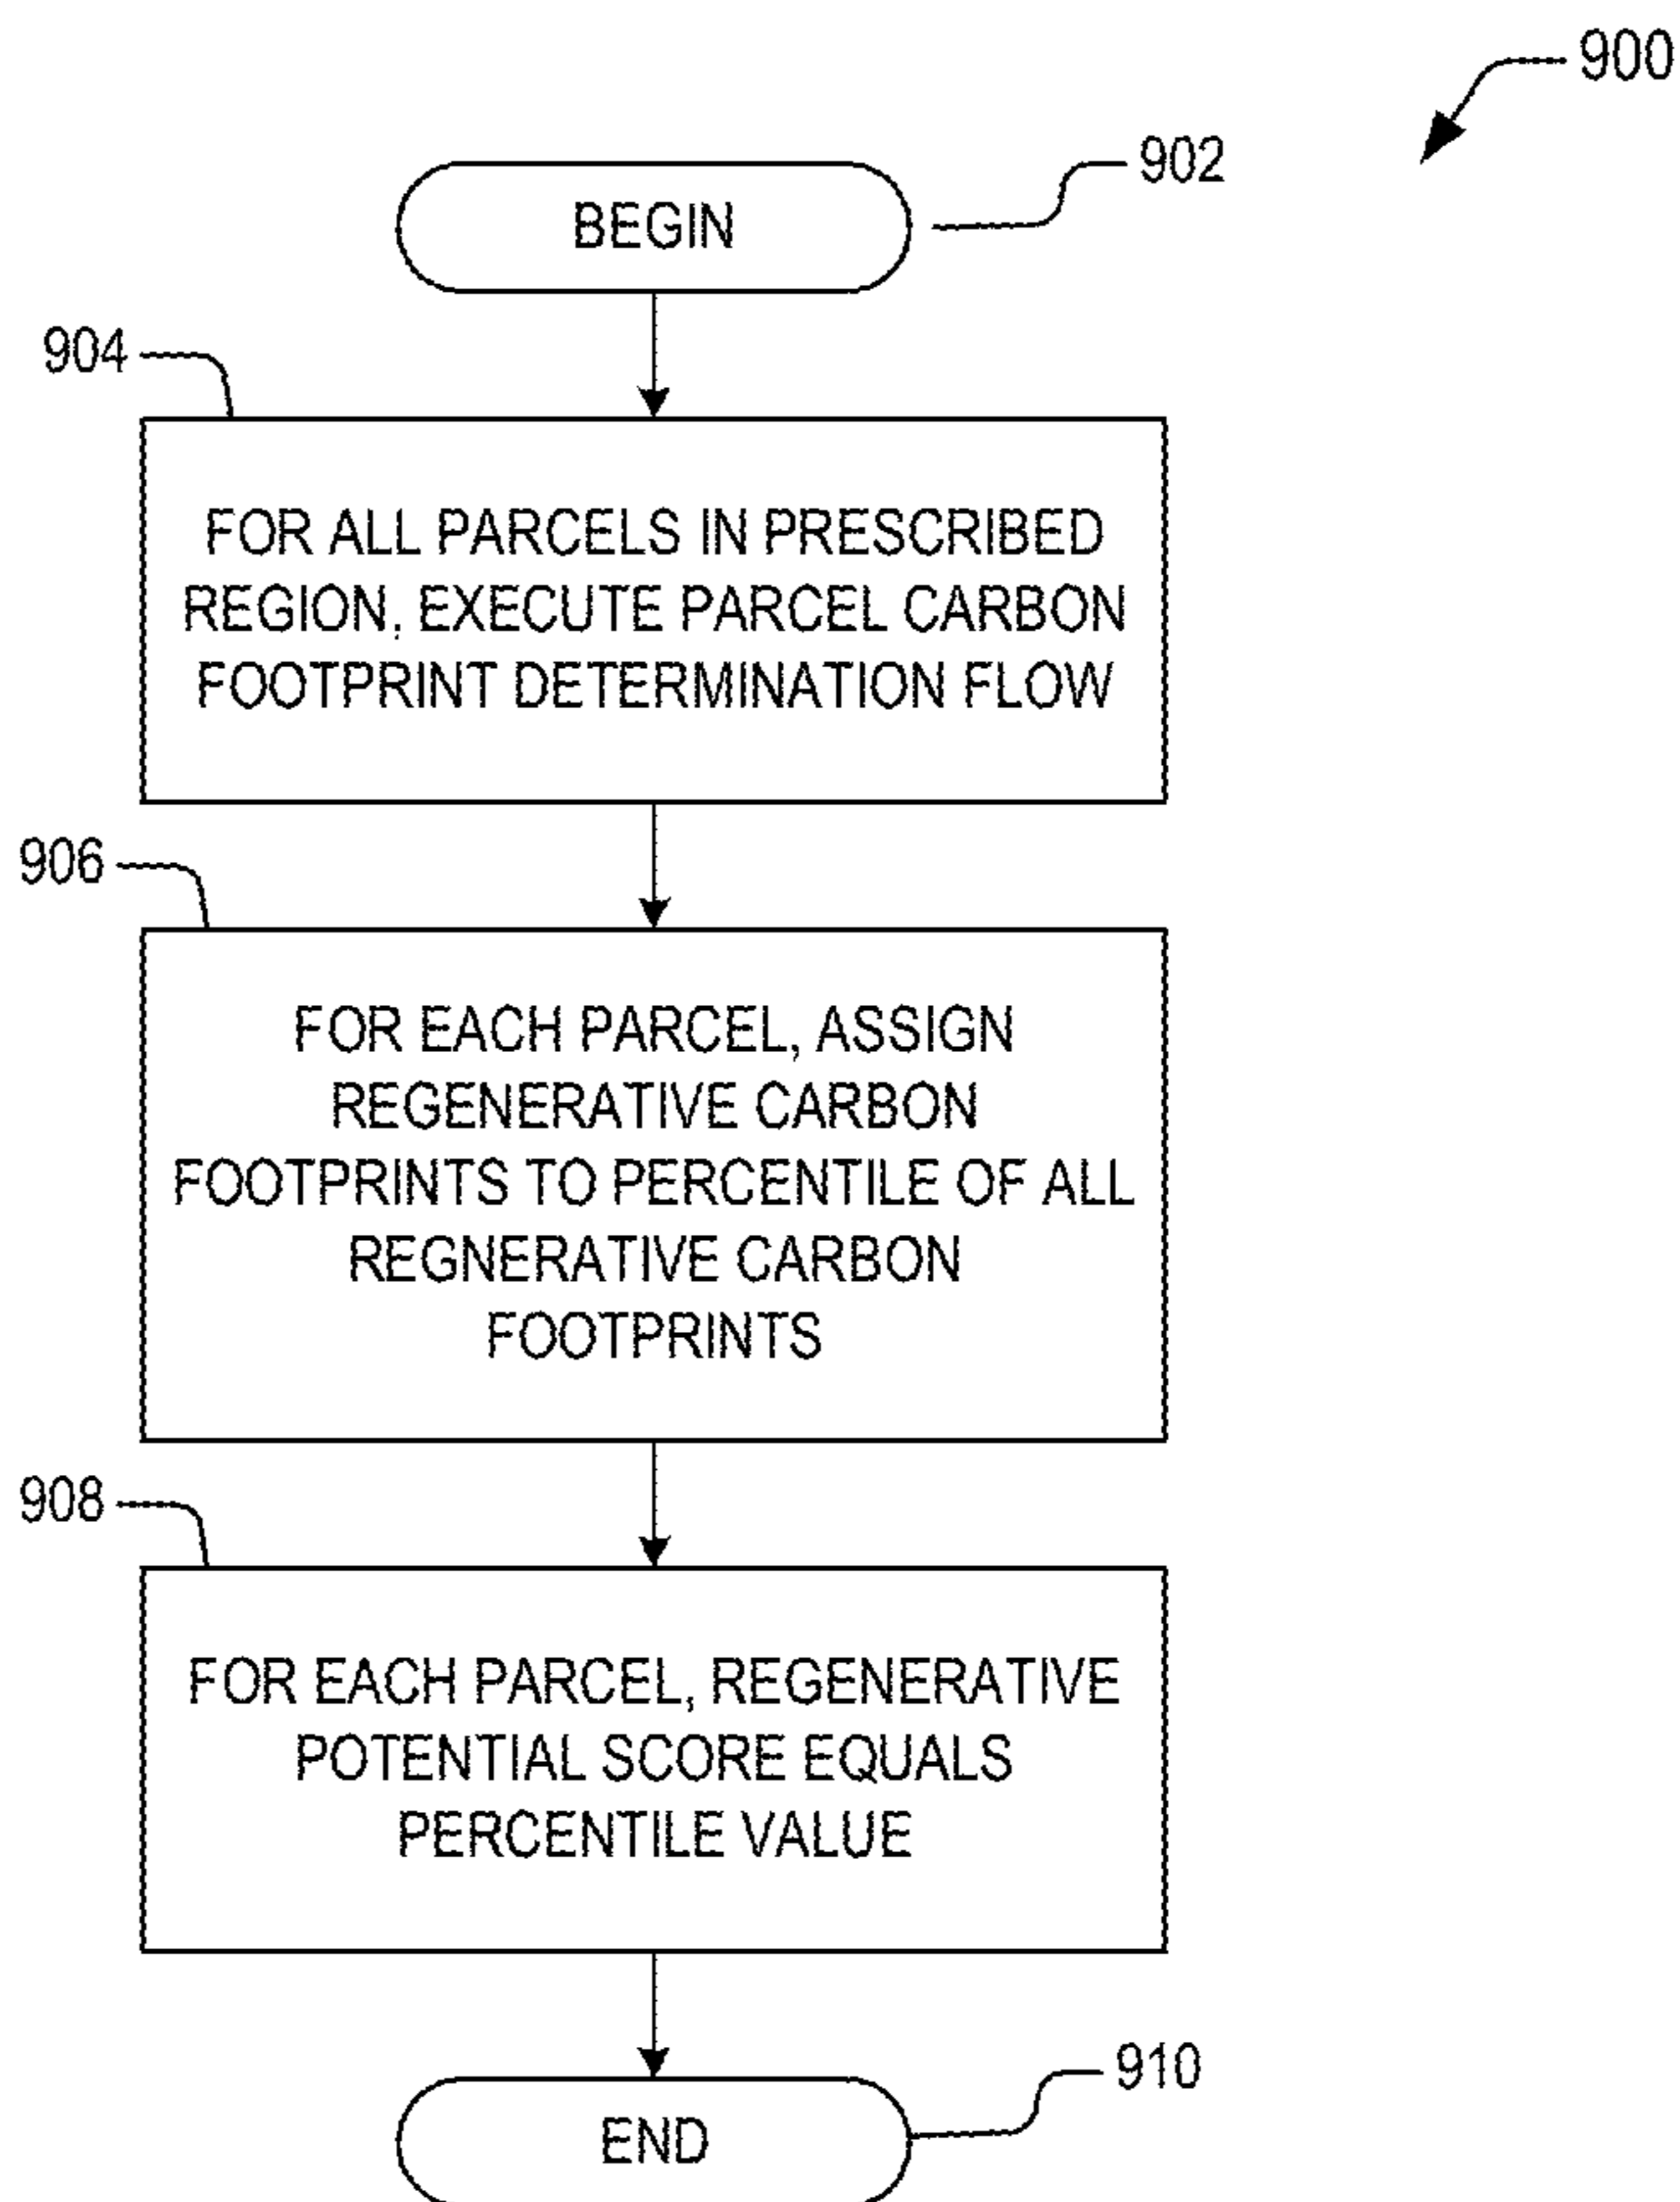 900
902
BEGIN
904
FOR ALL PARCELS IN PRESCRIBED
REGION, EXECUTE PARCEL CARBON
FOOTPRINT DETERMINATION FLOW
906
FOR EACH PARCEL, ASSIGN
REGENERATIVE CARBON
FOOTPRINTS TO PERCENTILE OF ALL
REGNERATIVE CARBON
FOOTPRINTS
908
FOR EACH PARCEL, REGENERATIVE
POTENTIAL SCORE EQUALS
PERCENTILE VALUE
910
END